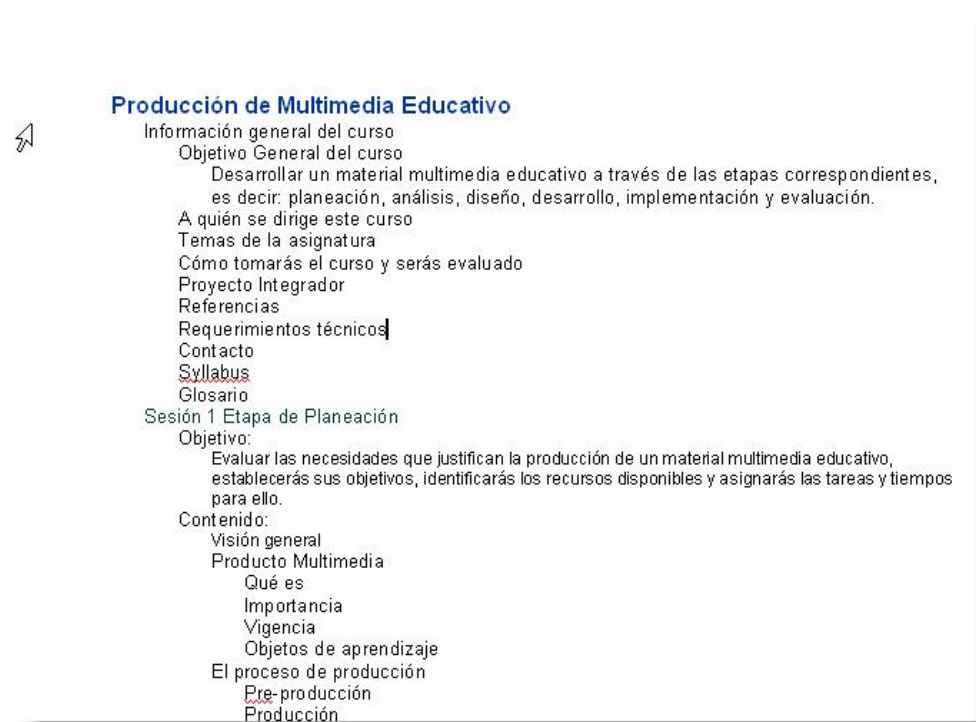 Producción de Multimedia Educativo
Información general del curso
Objetivo General del curso
Desarrollar un material multimedia educativo a través de las etapas correspondientes,
es decir: planeación, análisis, diseño, desarrollo, implementación y evaluación.
A quién se dirige este curso
Temas de la asignatura
Cómo tomarás el curso y serás evaluado
Proyecto Integrador
Referencias
Requerimientos técnicos
Contacto
Syllabus
Glosario
Sesión 1 Etapa de Planeación
Objetivo:
Evaluar las necesidades que justifican la producción de un material multimedia educativo,
establecerás sus objetivos, identificarás los recursos disponibles y asignarás las tareas y tiempos
para ello.
Contenido:
Visión general
Producto Multimedia
Qué es
Importancia
Vigencia
Objetos de aprendizaje
El proceso de producción
Pre-producción
Producción